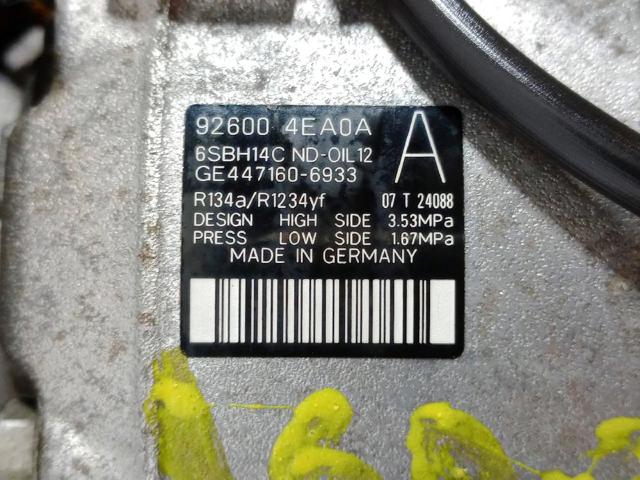 92600 4EA0A A
6SBH14C ND-OIL12
GE447160-6933
R134a/R1234yf 07 T 24088
DESIGN HIGH SIDE 3.53MPa
PRESS LOW SIDE 1.67MPa
MADE IN GERMANY